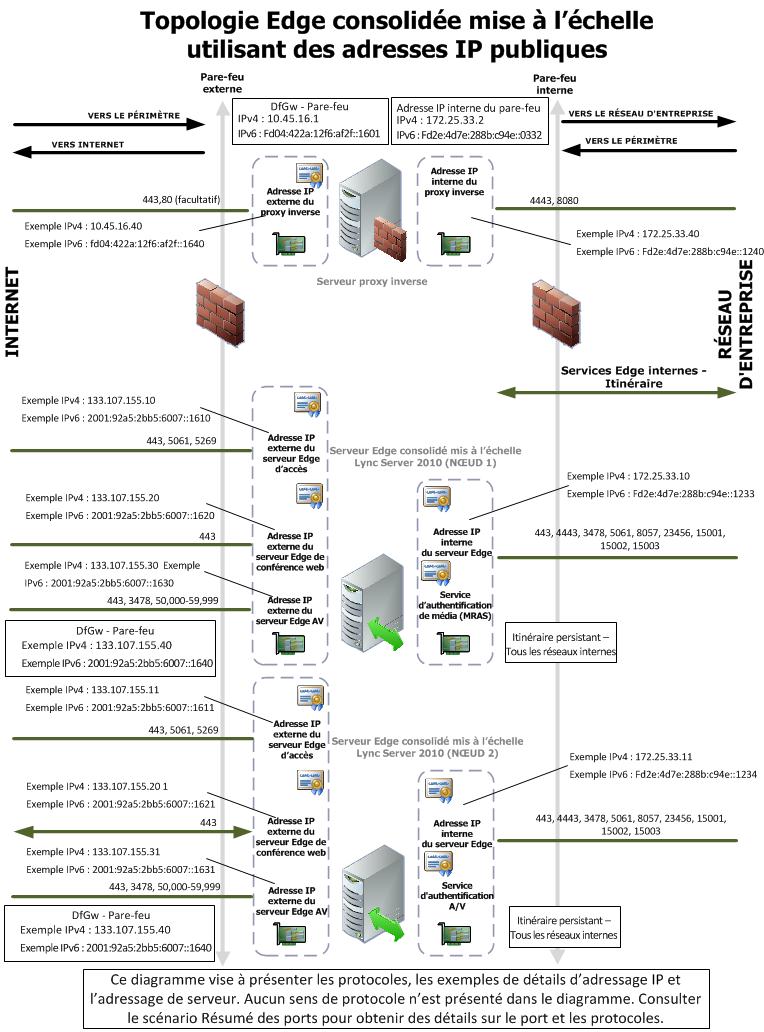 Topologie Edge consolidée mise à l'échelle
utilisant des adresses IP publiques
Pare-feu
externe
Pare-feu
interne
DfGw - Pare-feu
IPv4 : 10.45.16.1
IPv6 : Fd04:422a:12f6:af2f::1601
Adresse IP interne du pare-feu
IPv4 : 172.25.33.2
IPv6 : Fd2e:4d7e:288b:c94e::0332
VERS LE PÉRIMÈTRE
VERS INTERNET
VERS LE RÉSEAU D'ENTREPRISE
VERS LE PÉRIMÈTRE
443,80 (facultatif)
Exemple IPv4 : 10.45.16.40
Exemple IPv6 : fd04:422a:12f6:af2f::1640
Adresse IP
externe du
proxy inverse
Adresse IP
interne du
proxy inverse
4443, 8080
Exemple IPv4 : 172.25.33.40
Exemple IPv6 : Fd2e:4d7e:288b:c94e::1240
Serveur proxy inverse
INTERNET
RÉSEAU
D'ENTREPRISE
Services Edge internes -
Itinéraire
Exemple IPv4 : 133.107.155.10
Exemple IPv6 : 2001:92a5:2bb5:6007::1610
443, 5061, 5269
Adresse IP
externe du
serveur Edge
d'accès
Serveur Edge consolidé mis à l'échelle
Lync Server 2010 (NŒUD 1)
Exemple IPv4 : 172.25.33.10
Exemple IPv6 : Fd2e:4d7e:288b:c94e::1233
Exemple IPv4 : 133.107.155.20
Exemple IPv6 : 2001:92a5:2bb5:6007::1620
443
Adresse IP
externe du
serveur Edge de
conférence web
Adresse IP
interne
du serveur Edge
443, 4443, 3478, 5061, 8057, 23456, 15001,
15002, 15003
Exemple IPv4 : 133.107.155.30 Exemple
IPv6 : 2001:92a5:2bb5:6007::1630
443, 3478, 50,000-59,999
Adresse IP
externe du
serveur Edge AV
Service
d'authentification
de média (MRAS)
DfGw - Pare-feu
Exemple IPv4 : 133.107.155.40
Exemple IPv6 : 2001:92a5:2bb5:6007::1640
Itinéraire persistant –
Tous les réseaux internes
Exemple IPv4 : 133.107.155.11
Exemple IPv6 : 2001:92a5:2bb5:6007::1611
443, 5061, 5269
Adresse IP
externe du
serveur Edge
d'accès
Serveur Edge consolidé mis à l'échelle
Lync Server 2010 (NŒUD 2)
Exemple IPv4 : 172.25.33.11
Exemple IPv6 : Fd2e:4d7e:288b:c94e::1234
Exemple IPv4 : 133.107.155.20 1
Exemple IPv6 : 2001:92a5:2bb5:6007::1621
443
Adresse IP
externe du
serveur Edge de
conférence web
Adresse IP
interne
du serveur Edge
443, 4443, 3478, 5061, 8057, 23456, 15001,
15002, 15003
Exemple IPv4 : 133.107.155.31
Exemple IPv6 : 2001:92a5:2bb5:6007::1631
443, 3478, 50,000-59,999
Adresse IP
externe du
serveur Edge AV
Service
d'authentification
A/V
DfGw - Pare-feu
Exemple IPv4 : 133.107.155.40
Exemple IPv6 : 2001:92a5:2bb5:6007::1640
Itinéraire persistant –
Tous les réseaux internes
Ce diagramme vise à présenter les protocoles, les exemples de détails d'adressage IP et
l'adressage de serveur. Aucun sens de protocole n'est présenté dans le diagramme. Consulter
le scénario Résumé des ports pour obtenir des détails sur le port et les protocoles.